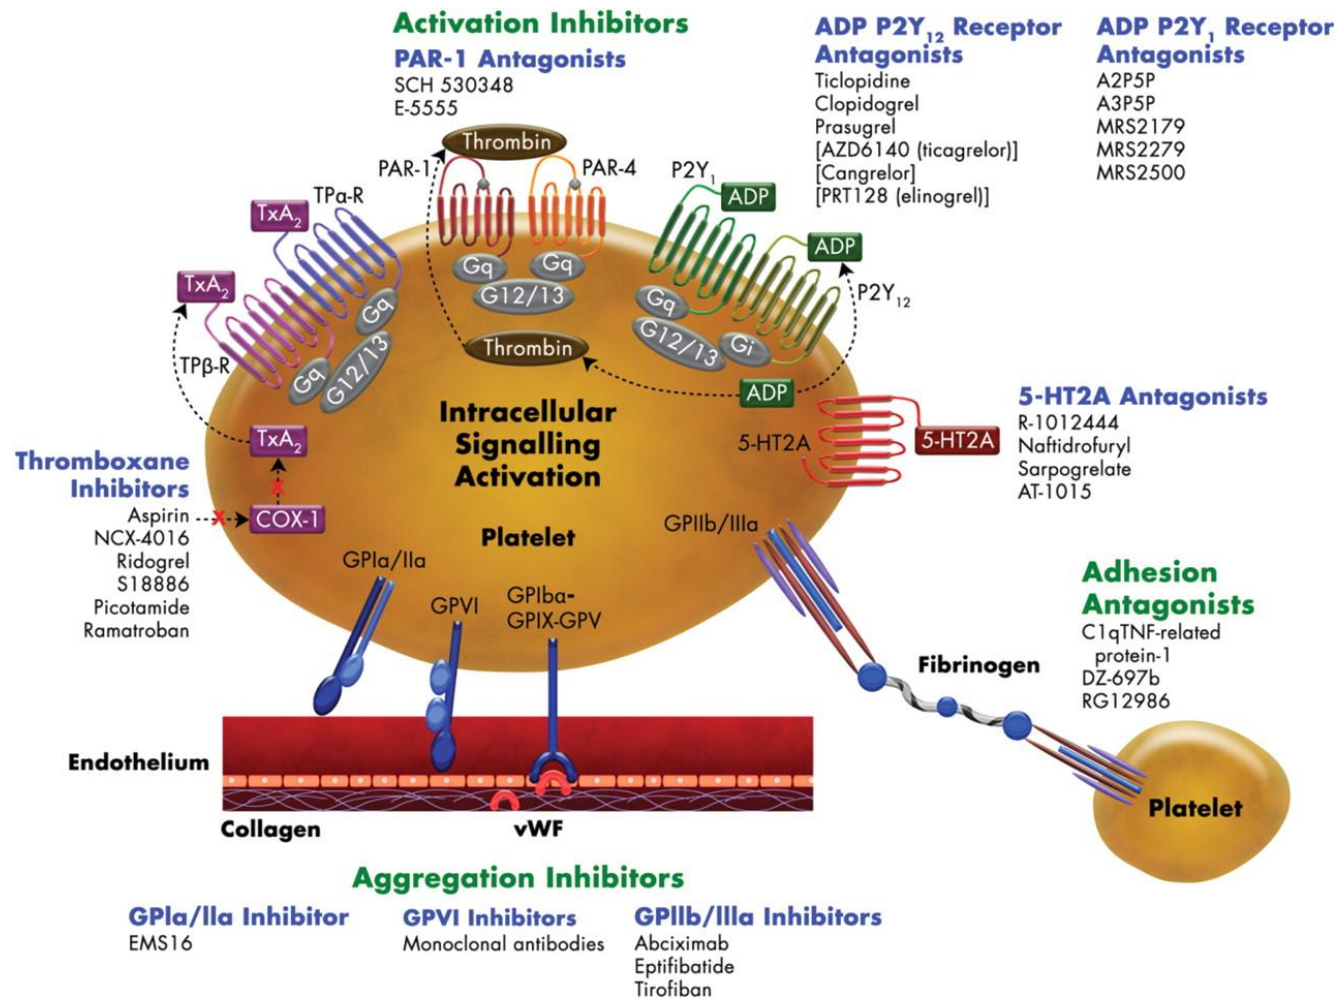 Activation Inhibitors
PAR-1 Antagonists
SCH 530348
E-5555
ADP P2Y12 Receptor
Antagonists
Ticlopidine
Clopidogrel
Prasugrel
[AZD6140 (ticagrelor)]
[Cangrelor]
[PRT128 (elinogrel)]
ADP P2Y1 Receptor
Antagonists
A2P5P
A3P5P
MRS2179
MRS2279
MRS2500
Thrombin
PAR-1
PAR-4
P2Y1
ADP
TPα-R
TxA2
ADP
TxA2
P2Y12
Gq
Gq
G12/13
Gq
G12/13
Gi
Gq
G12/13
Gq
TPβ-R
Thrombin
ADP
Intracellular
Signalling
Activation
TxA2
5-HT2A
5-HT2A
5-HT2A Antagonists
R-1012444
Naftidrofuryl
Sarpogrelate
AT-1015
Thromboxane
Inhibitors
Aspirin
NCX-4016
Ridogrel
S18886
Picotamide
Ramatroban
X
X
COX-1
Platelet
GPIIb/IIIa
GPIa/IIa
GPVI
GPIbα-
GPIX-GPV
Adhesion
Antagonists
C1qTNF-related
protein-1
DZ-697b
RG12986
Fibrinogen
Endothelium
Platelet
Collagen
vWF
Aggregation Inhibitors
GPIa/IIa Inhibitor
EMS16
GPVI Inhibitors
Monoclonal antibodies
GPIIb/IIIa Inhibitors
Abciximab
Eptifibatide
Tirofiban